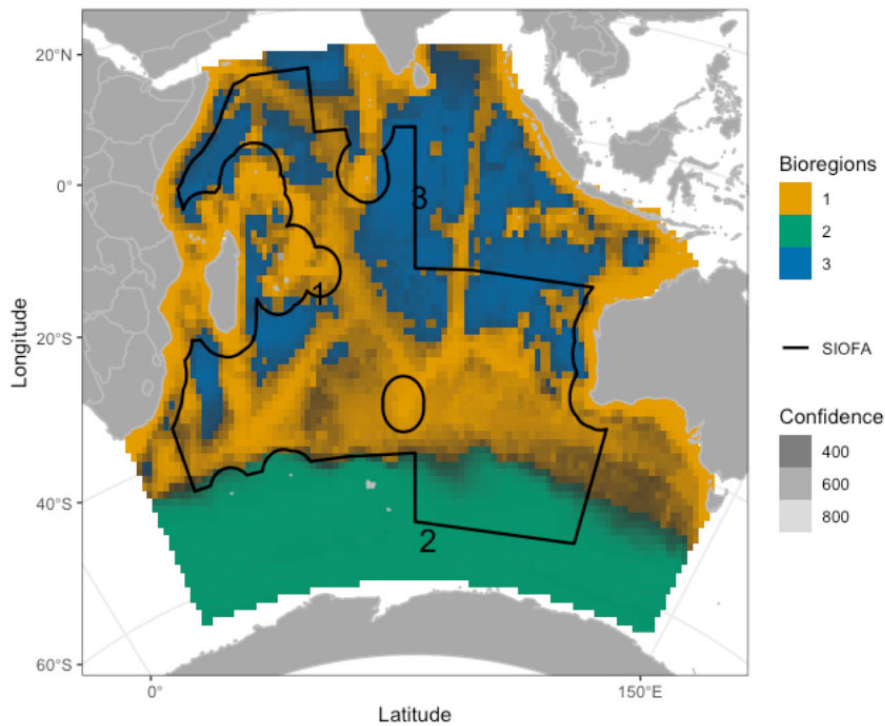 20°N
0°
20°S
40°S
60°S
Longitude
0°
150°E
Latitude
1
2
3
Bioregions
1
2
3
SIOFA
Confidence
400
600
800